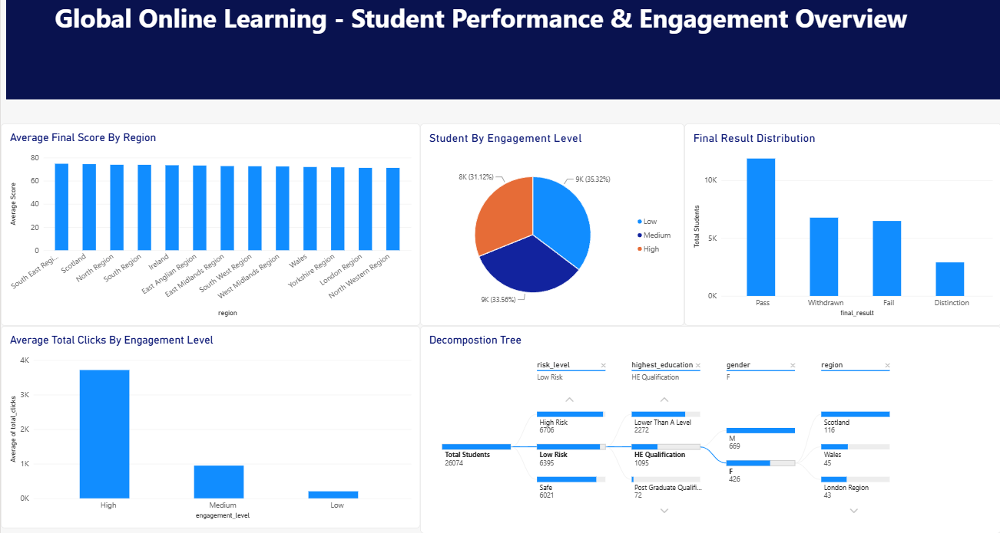 Global Online Learning - Student Performance & Engagement Overview
Average Final Score By Region
80
60
40
20
0
Average Score
South East Regi...
Scotland
North Region
South Region
Ireland
East Anglian Region
East Midlands Region
South West Region
West Midlands Region
Wales
Yorkshire Region
London Region
North Western Region
region
Student By Engagement Level
8K (31.12%)
9K (35.32%)
9K (33.56%)
Low
Medium
High
Final Result Distribution
10K
5K
0K
Total Students
Pass
Withdrawn
Fail
Distinction
final_result
Average Total Clicks By Engagement Level
4K
3K
2K
1K
0K
Average of total_clicks
High
Medium
Low
engagement_level
Decompostion Tree
risk_level
Low Risk
highest_education
HE Qualification
gender
F
region
Total Students
26074
High Risk
6706
Low Risk
6395
Safe
6021
Lower Than A Level
2272
HE Qualification
1095
Post Graduate Qualifi...
72
M
669
F
426
Scotland
116
Wales
45
London Region
43